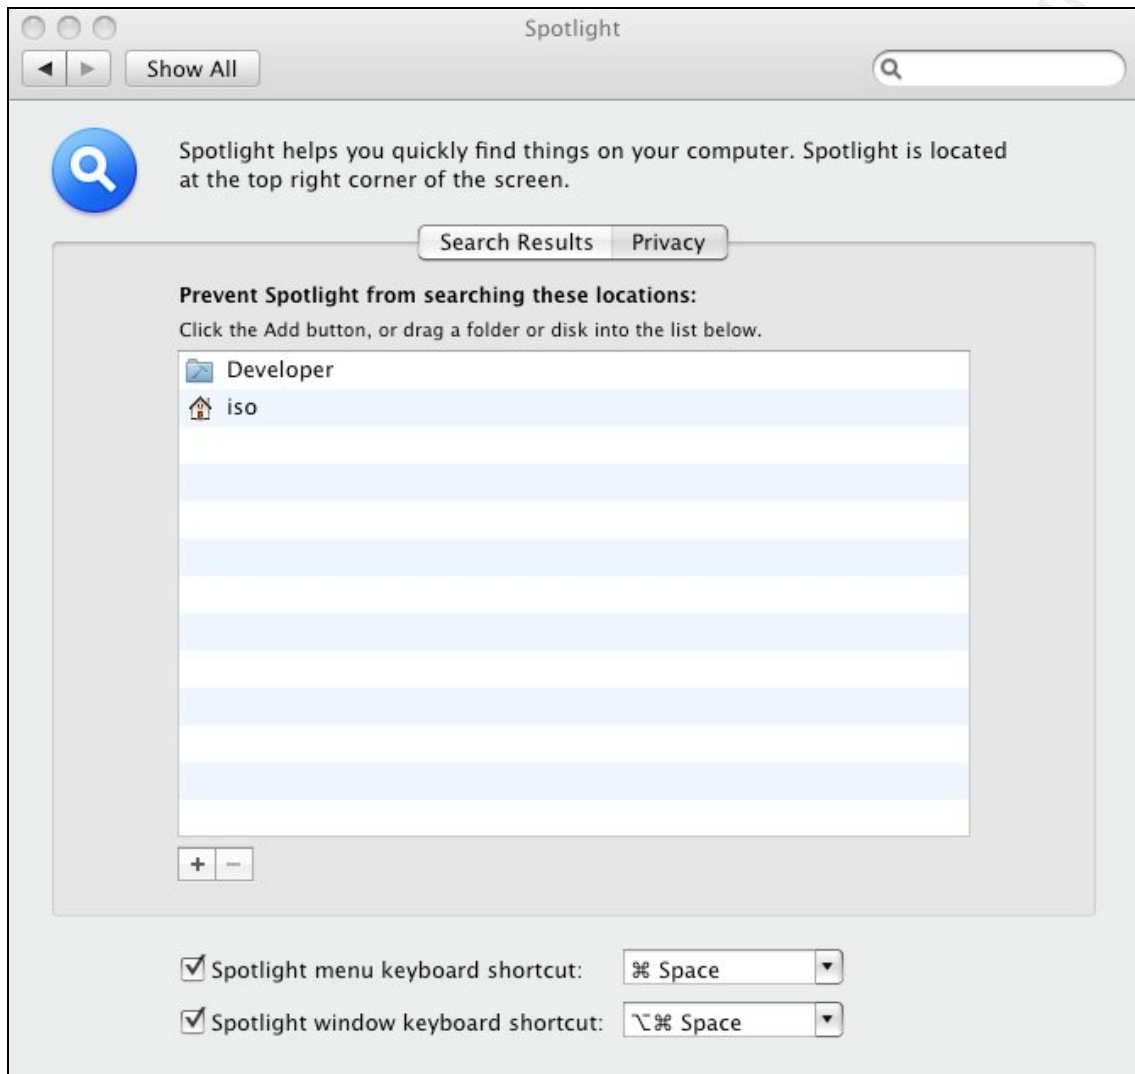 Spotlight
Show All
Spotlight helps you quickly find things on your computer. Spotlight is located
at the top right corner of the screen.
Search Results Privacy
Prevent Spotlight from searching these locations:
Click the Add button, or drag a folder or disk into the list below.
Developer
iso
+ −
Spotlight menu keyboard shortcut: ⌘ Space
Spotlight window keyboard shortcut: ⌥⌘ Space